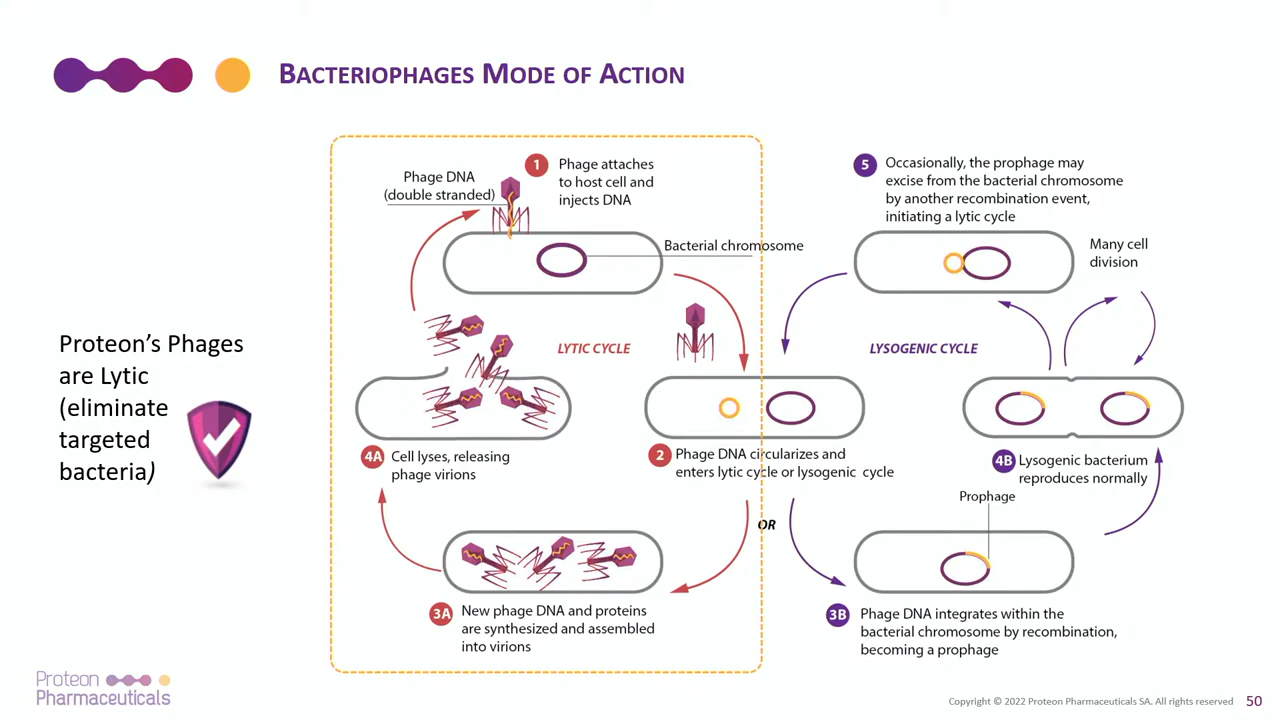 BACTERIOPHAGES MODE OF ACTION
Proteon's Phages
are Lytic
(eliminate
targeted
bacteria)
Phage DNA
(double stranded)
1
Phage attaches
to host cell and
injects DNA
Bacterial chromosome
LYTIC CYCLE
2
Phage DNA circularizes and
enters lytic cycle or lysogenic cycle
OR
3A
New phage DNA and proteins
are synthesized and assembled
into virions
4A
Cell lyses, releasing
phage virions
LYSOGENIC CYCLE
3B
Phage DNA integrates within the
bacterial chromosome by recombination,
becoming a prophage
Prophage
4B
Lysogenic bacterium
reproduces normally
Many cell
division
5
Occasionally, the prophage may
excise from the bacterial chromosome
by another recombination event,
initiating a lytic cycle
Proteon
Pharmaceuticals
Copyright © 2022 Proteon Pharmaceuticals SA. All rights reserved
50